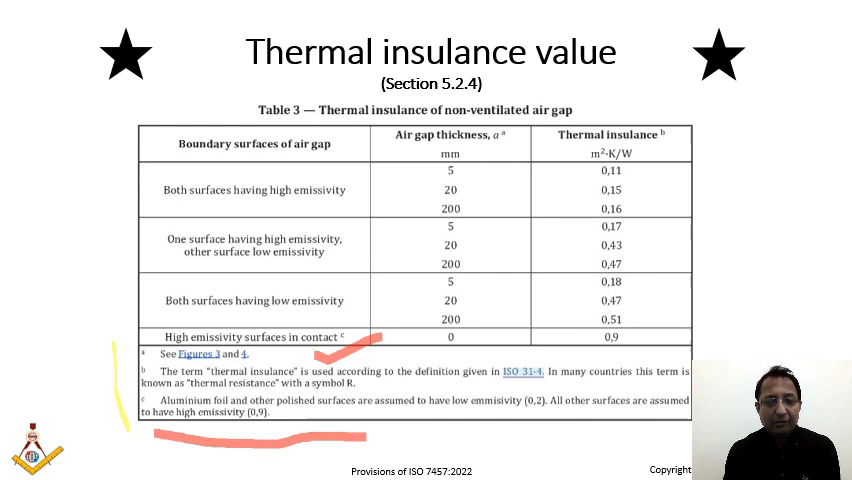 Thermal insulance value
(Section 5.2.4)
Table 3 — Thermal insulance of non-ventilated air gap
Boundary surfaces of air gap
Air gap thickness, a a
mm
Thermal insulance b
m²·K/W
Both surfaces having high emissivity
5 0,11
20 0,15
200 0,16
One surface having high emissivity,
other surface low emissivity
5 0,17
20 0,43
200 0,47
Both surfaces having low emissivity
5 0,18
20 0,47
200 0,51
High emissivity surfaces in contact c 0 0,9
a See Figures 3 and 4.
b The term "thermal insulance" is used according to the definition given in ISO 31-4. In many countries this term is
known as "thermal resistance" with a symbol R.
c Aluminium foil and other polished surfaces are assumed to have low emmisivity (0,2). All other surfaces are assumed
to have high emissivity (0,9).
Provisions of ISO 7457:2022
Copyright